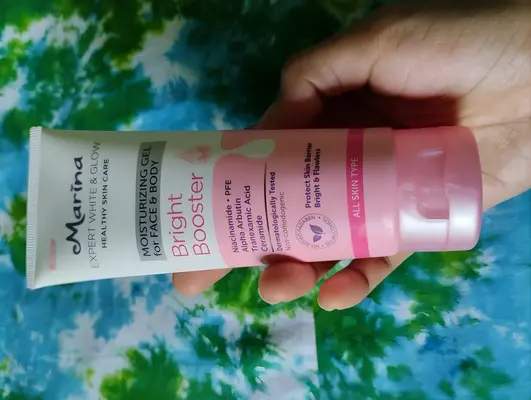 Marina
EXPERT WHITE & GLOW
HEALTHY SKIN CARE
MOISTURIZING GEL
for FACE & BODY
Bright
Booster
Niacinamide • PFE
Alpha Arbutin
Tranexamic Acid
Ceramide
Dermatologically Tested
Non-comedogenic
Protect Skin Barrier
Bright & Flawless
ALL SKIN TYPE